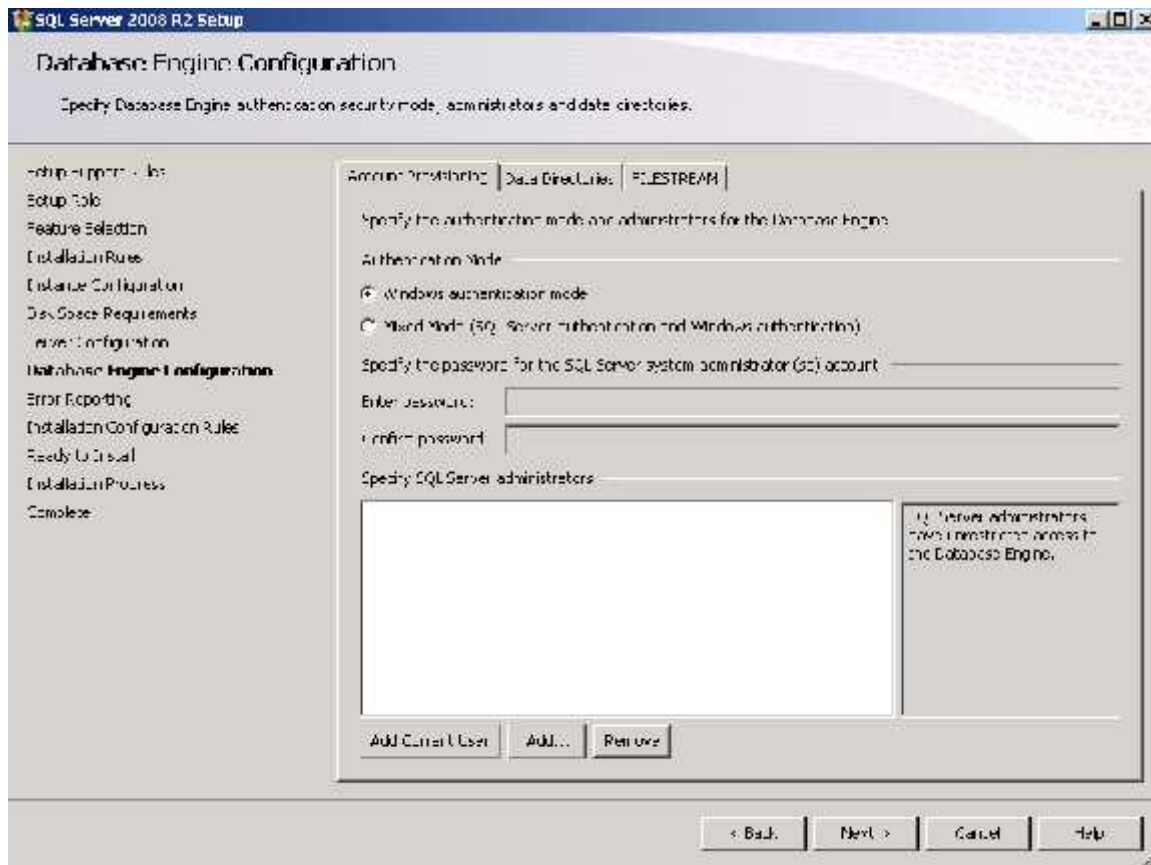 SQL Server 2008 R2 Setup
Database Engine Configuration
Specify Database Engine authentication security mode, administrators and data directories.
Setup Support Rules
Setup Role
Feature Selection
Installation Rules
Instance Configuration
Disk Space Requirements
Server Configuration
Database Engine Configuration
Error Reporting
Installation Configuration Rules
Ready to Install
Installation Progress
Complete
Account Provisioning
Data Directories
FILESTREAM
Specify the authentication mode and administrators for the Database Engine.
Authentication Mode
Windows authentication mode
Mixed Mode (SQL Server authentication and Windows authentication)
Specify the password for the SQL Server system administrator (sa) account.
Enter password:
Confirm password:
Specify SQL Server administrators
SQL Server administrators
have unrestricted access to
the Database Engine.
Add Current User
Add...
Remove
< Back
Next >
Cancel
Help